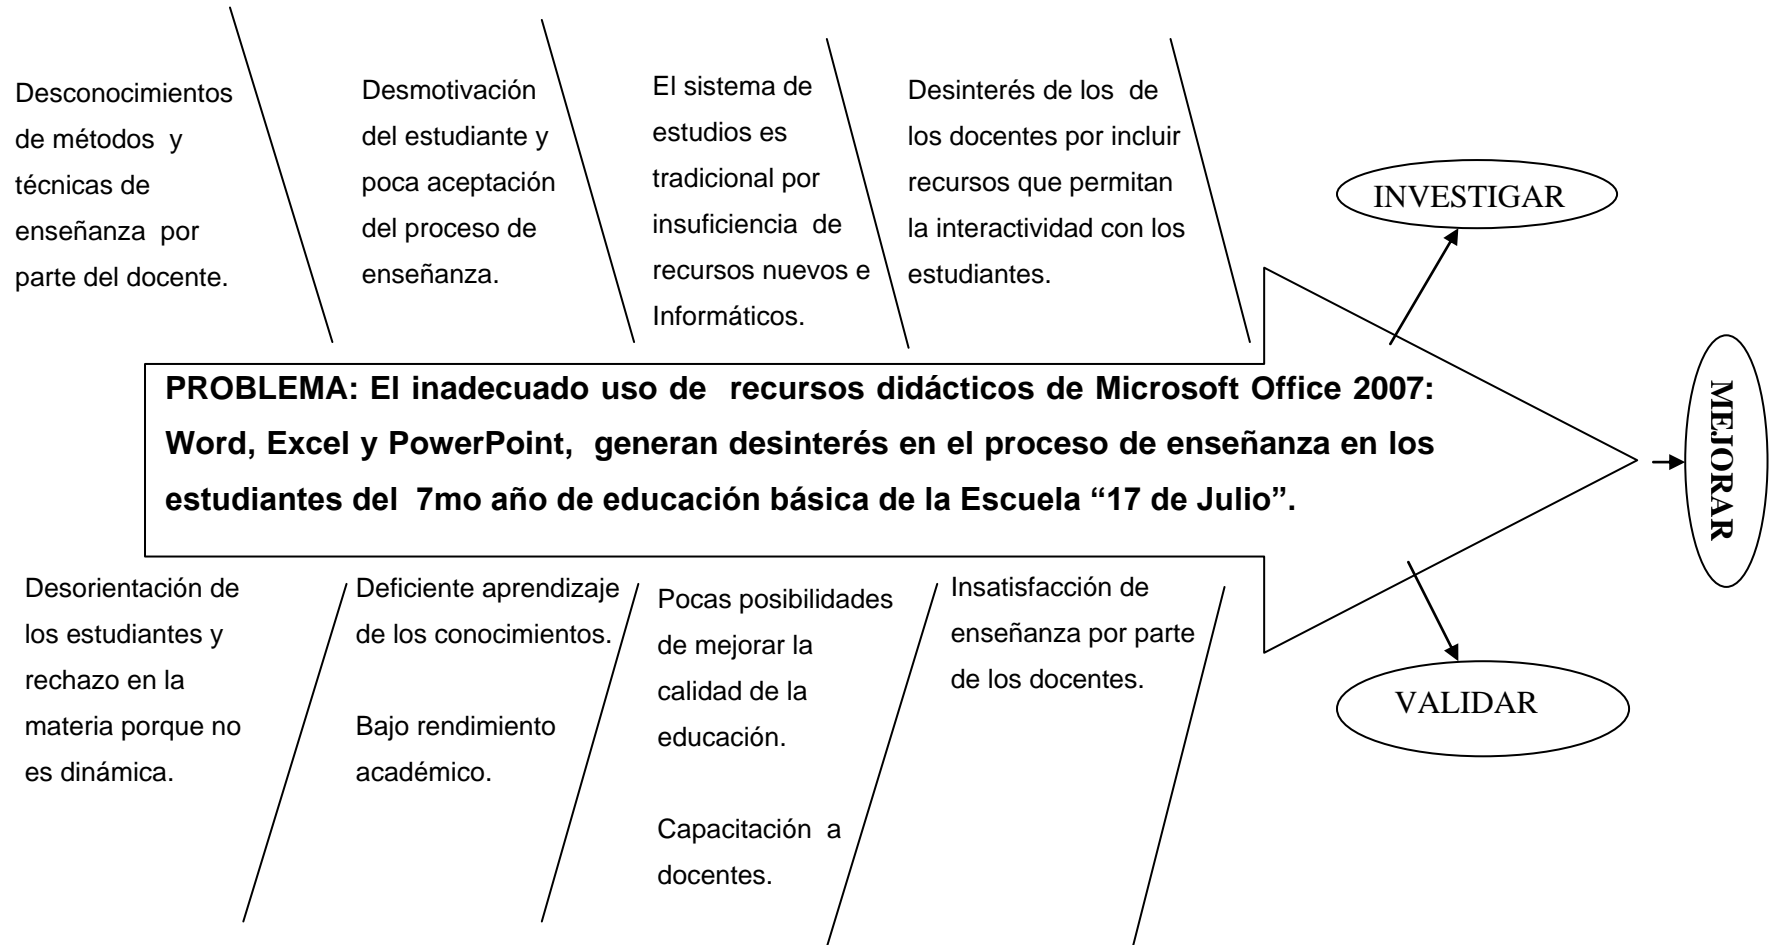 Desconocimientos
de métodos y
técnicas de
enseñanza por
parte del docente.
Desmotivación
del estudiante y
poca aceptación
del proceso de
enseñanza.
El sistema de
estudios es
tradicional por
insuficiencia de
recursos nuevos e
Informáticos.
Desinterés de los de
los docentes por incluir
recursos que permitan
la interactividad con los
estudiantes.
INVESTIGAR
PROBLEMA: El inadecuado uso de recursos didácticos de Microsoft Office 2007:
Word, Excel y PowerPoint, generan desinterés en el proceso de enseñanza en los
estudiantes del 7mo año de educación básica de la Escuela “17 de Julio”.
MEJORAR
Desorientación de
los estudiantes y
rechazo en la
materia porque no
es dinámica.
Deficiente aprendizaje
de los conocimientos.
Bajo rendimiento
académico.
Pocas posibilidades
de mejorar la
calidad de la
educación.
Capacitación a
docentes.
Insatisfacción de
enseñanza por parte
de los docentes.
VALIDAR